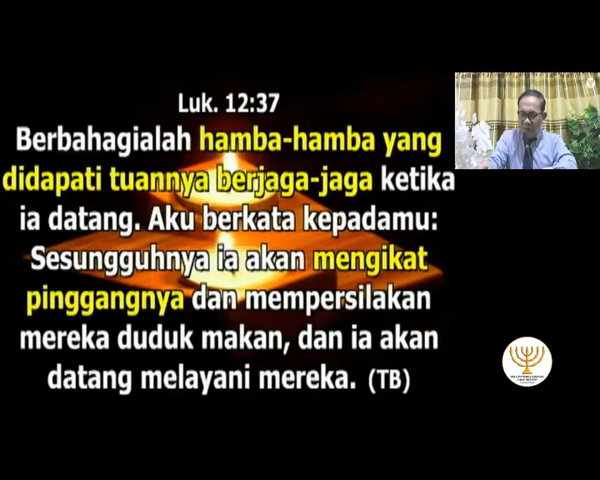 Luk. 12:37
Berbahagialah hamba-hamba yang
didapati tuannya berjaga-jaga ketika
ia datang. Aku berkata kepadamu:
Sesungguhnya ia akan mengikat
pinggangnya dan mempersilakan
mereka duduk makan, dan ia akan
datang melayani mereka. (TB)